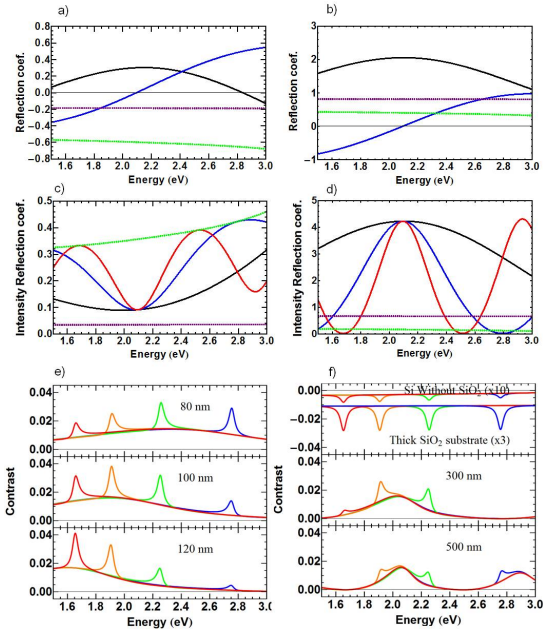 a)
b)
Reflection coef.
0.8
0.6
0.4
0.2
0.0
−0.2
−0.4
−0.6
−0.8
1.6 1.8 2.0 2.2 2.4 2.6 2.8 3.0
Energy (eV)
Reflection coef.
2
1
0
−1
1.6 1.8 2.0 2.2 2.4 2.6 2.8 3.0
Energy (eV)
c)
d)
Intensity Reflection coef.
0.5
0.4
0.3
0.2
0.1
0.0
1.6 1.8 2.0 2.2 2.4 2.6 2.8 3.0
Energy (eV)
Intensity Reflection coef.
5
4
3
2
1
0
1.6 1.8 2.0 2.2 2.4 2.6 2.8 3.0
Energy (eV)
e)
f)
Contrast
0.04
0.02
0.00
80 nm
0.04
0.02
0.00
100 nm
0.04
0.02
0.00
120 nm
1.6 1.8 2.0 2.2 2.4 2.6 2.8 3.0
Energy (eV)
Contrast
0.00
−0.02
−0.04
Si Without SiO₂ (x10)
Thick SiO₂ substrate (x3)
0.04
0.02
0.00
300 nm
0.04
0.02
0.00
500 nm
1.6 1.8 2.0 2.2 2.4 2.6 2.8 3.0
Energy (eV)